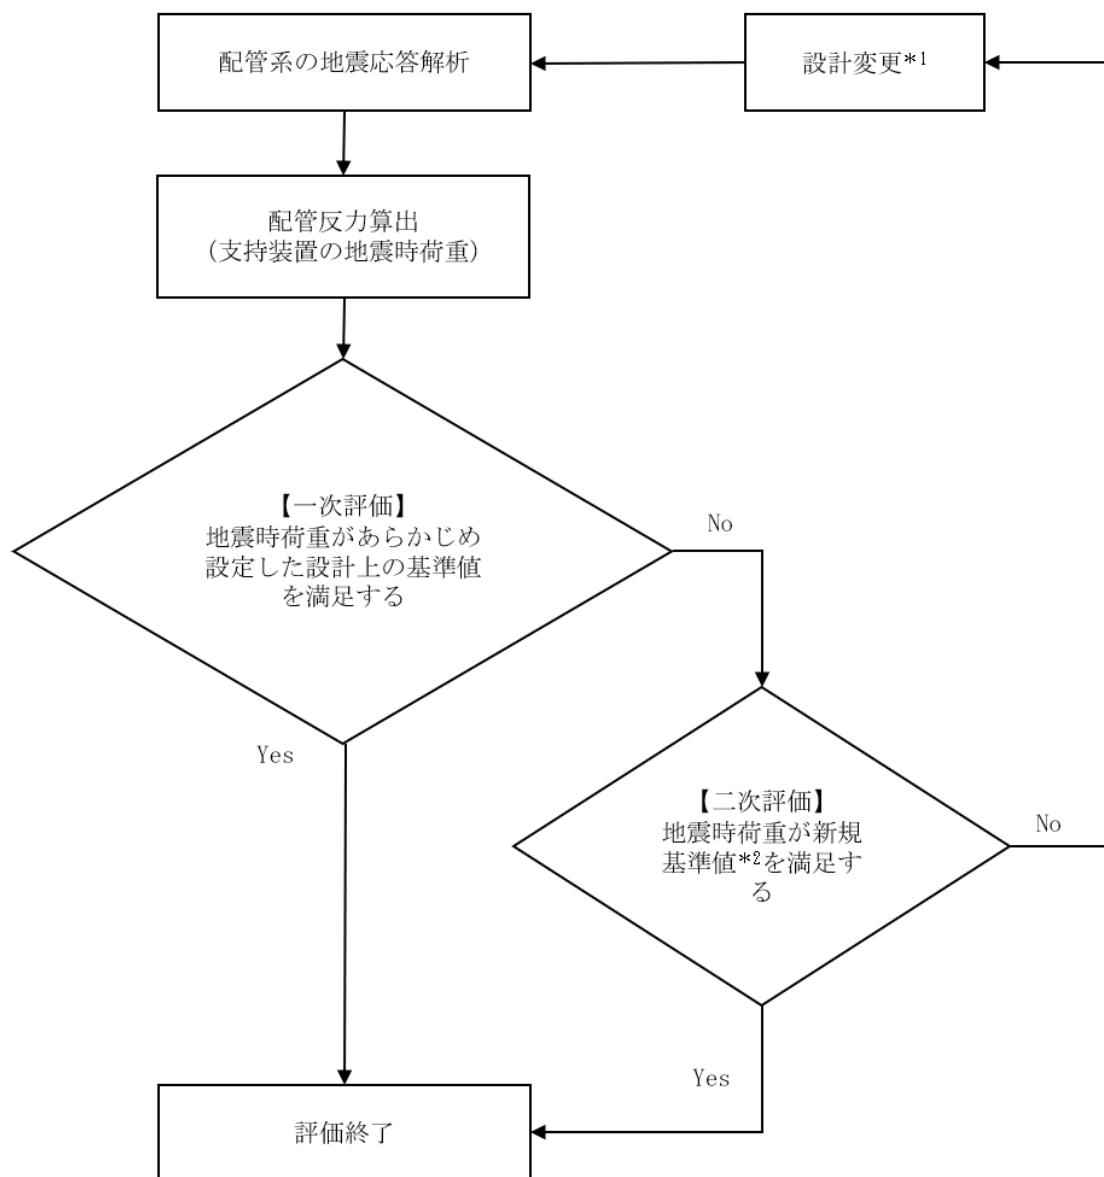 配管系の地震応答解析
設計変更*1
配管反力算出
(支持装置の地震時荷重)
【一次評価】
地震時荷重があらかじめ
設定した設計上の基準値
を満足する
No
Yes
【二次評価】
地震時荷重が新規
基準値*2を満足す
る
No
Yes
評価終了